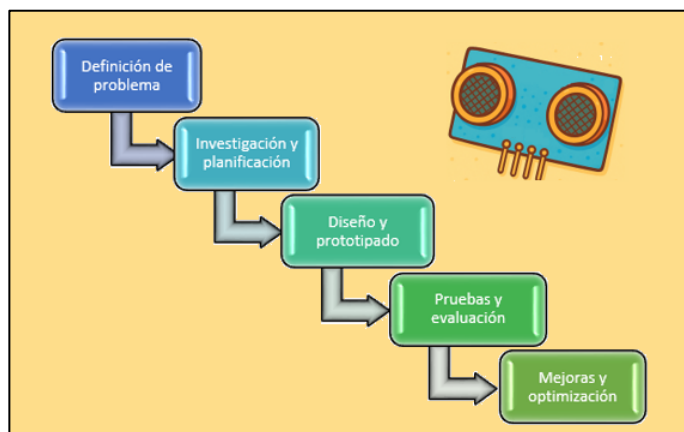 Definición de
problema
Investigación y
planificación
Diseño y
prototipado
Pruebas y
evaluación
Mejoras y
optimización